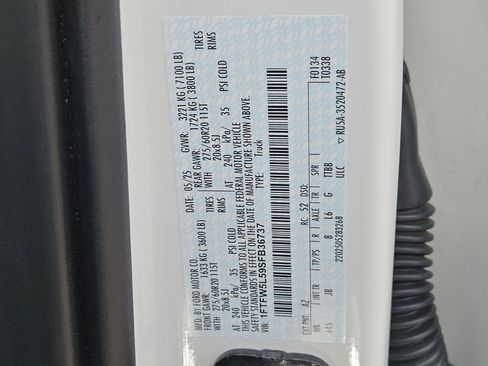 MFD. BY FORD MOTOR CO.
DATE: 05/25 GVWR: 3221 KG ( 7100 LB)
FRONT GAWR: 1633 KG ( 3600 LB) REAR GAWR: 1724 KG ( 3800 LB)
WITH 275/60R20 115T TIRES WITH 275/60R20 115T TIRES
20x8.5J RIMS 20x8.5J RIMS
AT 240 kPa/ 35 PSI COLD AT 240 kPa/ 35 PSI COLD
THIS VEHICLE CONFORMS TO ALL APPLICABLE FEDERAL MOTOR VEHICLE
SAFETY STANDARDS IN EFFECT ON THE DATE OF MANUFACTURE SHOWN ABOVE.
VIN: 1FTFW5L59SFB36737
TYPE: Truck
F0134
T0338
EXT PNT: AZ RC: 52 DSO:
WB INT TR TP/PS R AXLE TR SPR
145 JB 8 L6 G TTBB
2202505283268 ULC
RU5A-3520472-AB